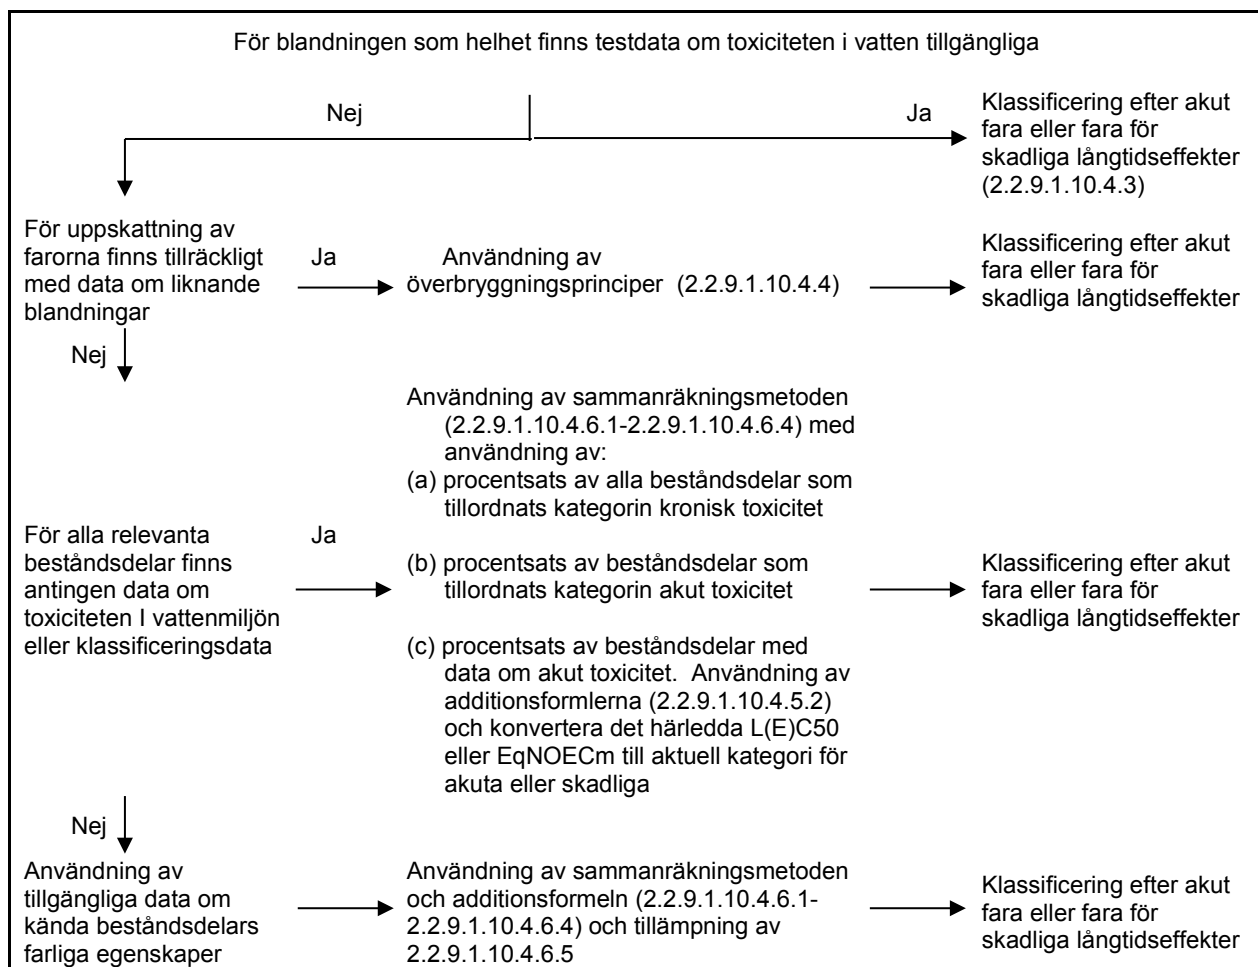 För blandningen som helhet finns testdata om toxiciteten i vatten tillgängliga
Nej
Ja
Klassificering efter akut
fara eller fara för
skadliga långtidseffekter
(2.2.9.1.10.4.3)
För uppskattning av
farorna finns tillräckligt
med data om liknande
blandningar
Ja
Användning av
överbryggningsprinciper (2.2.9.1.10.4.4)
Klassificering efter akut
fara eller fara för
skadliga långtidseffekter
Nej
Användning av sammanräkningsmetoden
(2.2.9.1.10.4.6.1-2.2.9.1.10.4.6.4) med
användning av:
(a) procentsats av alla beståndsdelar som
tillordnats kategorin kronisk toxicitet
För alla relevanta
beståndsdelar finns
antingen data om
toxiciteten I vattenmiljön
eller klassificeringsdata
Ja
(b) procentsats av beståndsdelar som
tillordnats kategorin akut toxicitet
(c) procentsats av beståndsdelar med
data om akut toxicitet. Användning av
additionsformlerna (2.2.9.1.10.4.5.2)
och konvertera det härledda L(E)C50
eller EqNOECm till aktuell kategori för
akuta eller skadliga
Klassificering efter akut
fara eller fara för
skadliga långtidseffekter
Nej
Användning av
tillgängliga data om
kända beståndsdelars
farliga egenskaper
Användning av sammanräkningsmetoden
och additionsformeln (2.2.9.1.10.4.6.1-
2.2.9.1.10.4.6.4) och tillämpning av
2.2.9.1.10.4.6.5
Klassificering efter akut
fara eller fara för
skadliga långtidseffekter